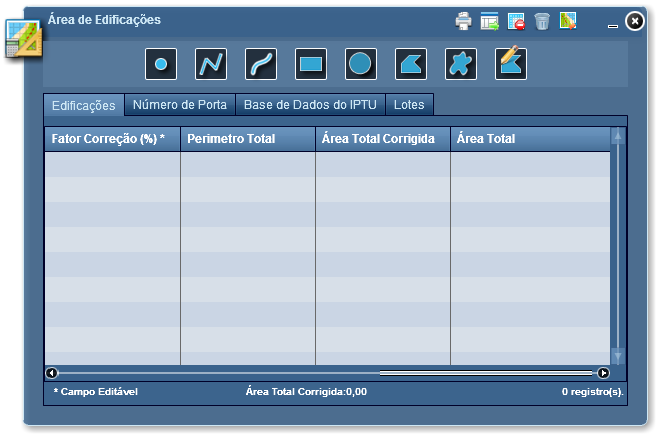 Área de Edificações
Edificações Número de Porta Base de Dados do IPTU Lotes
Fator Correção (%) * Perimetro Total Área Total Corrigida Área Total
* Campo Editável Área Total Corrigida:0,00 0 registro(s).